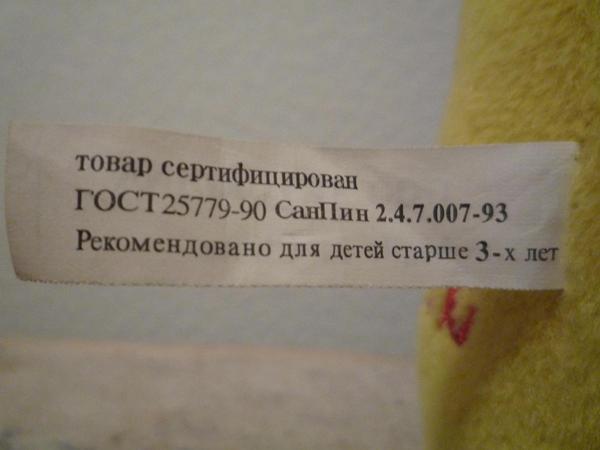 товар сертифицирован
ГОСТ25779-90 СанПин 2.4.7.007-93
Рекомендовано для детей старше 3-х лет